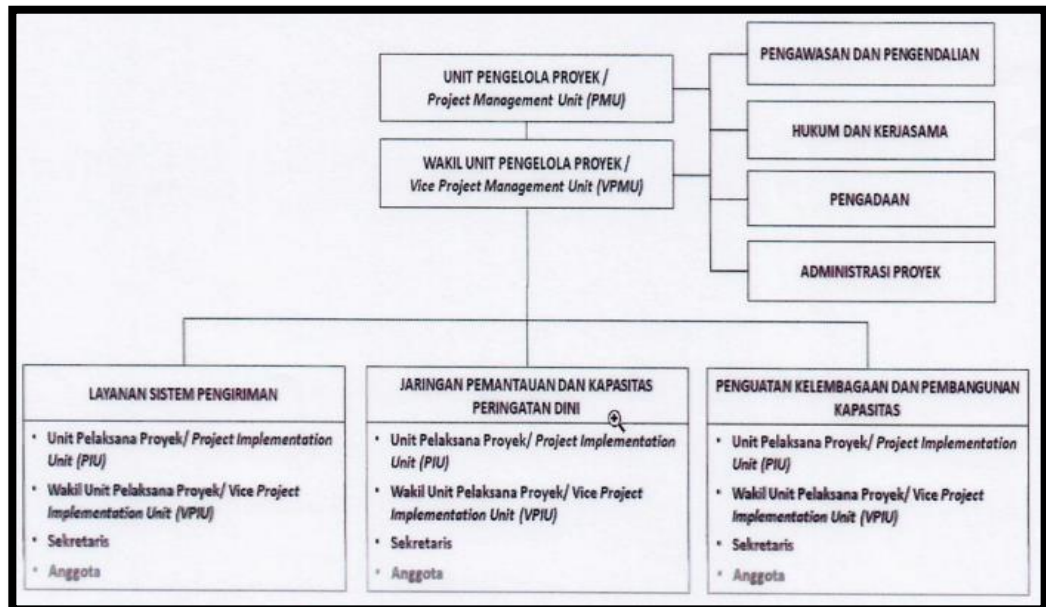 UNIT PENGELOLA PROYEK /
Project Management Unit (PMU)
WAKIL UNIT PENGELOLA PROYEK /
Vice Project Management Unit (VPMU)
PENGAWASAN DAN PENGENDALIAN
HUKUM DAN KERJASAMA
PENGADAAN
ADMINISTRASI PROYEK
LAYANAN SISTEM PENGIRIMAN
• Unit Pelaksana Proyek/ Project Implementation
Unit (PIU)
• Wakil Unit Pelaksana Proyek/ Vice Project
Implementation Unit (VPIU)
• Sekretaris
• Anggota
JARINGAN PEMANTAUAN DAN KAPASITAS
PERINGATAN DINI
• Unit Pelaksana Proyek/ Project Implementation
Unit (PIU)
• Wakil Unit Pelaksana Proyek/ Vice Project
Implementation Unit (VPIU)
• Sekretaris
• Anggota
PENGUATAN KELEMBAGAAN DAN PEMBANGUNAN
KAPASITAS
• Unit Pelaksana Proyek/ Project Implementation
Unit (PIU)
• Wakil Unit Pelaksana Proyek/ Vice Project
Implementation Unit (VPIU)
• Sekretaris
• Anggota